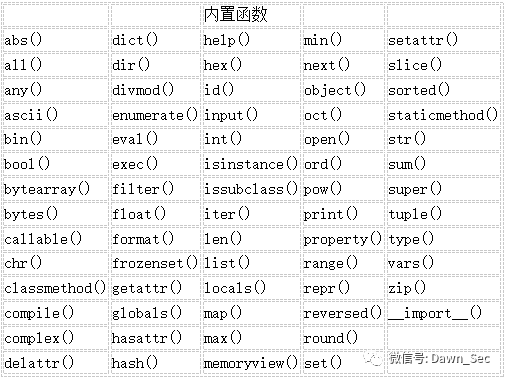 内置函数
abs() dict() help() min() setattr()
all() dir() hex() next() slice()
any() divmod() id() object() sorted()
ascii() enumerate() input() oct() staticmethod()
bin() eval() int() open() str()
bool() exec() isinstance() ord() sum()
bytearray() filter() issubclass() pow() super()
bytes() float() iter() print() tuple()
callable() format() len() property() type()
chr() frozenset() list() range() vars()
classmethod() getattr() locals() repr() zip()
compile() globals() map() reversed() __import__()
complex() hasattr() max() round()
delattr() hash() memoryview() set()
微信号: Dawn_Sec